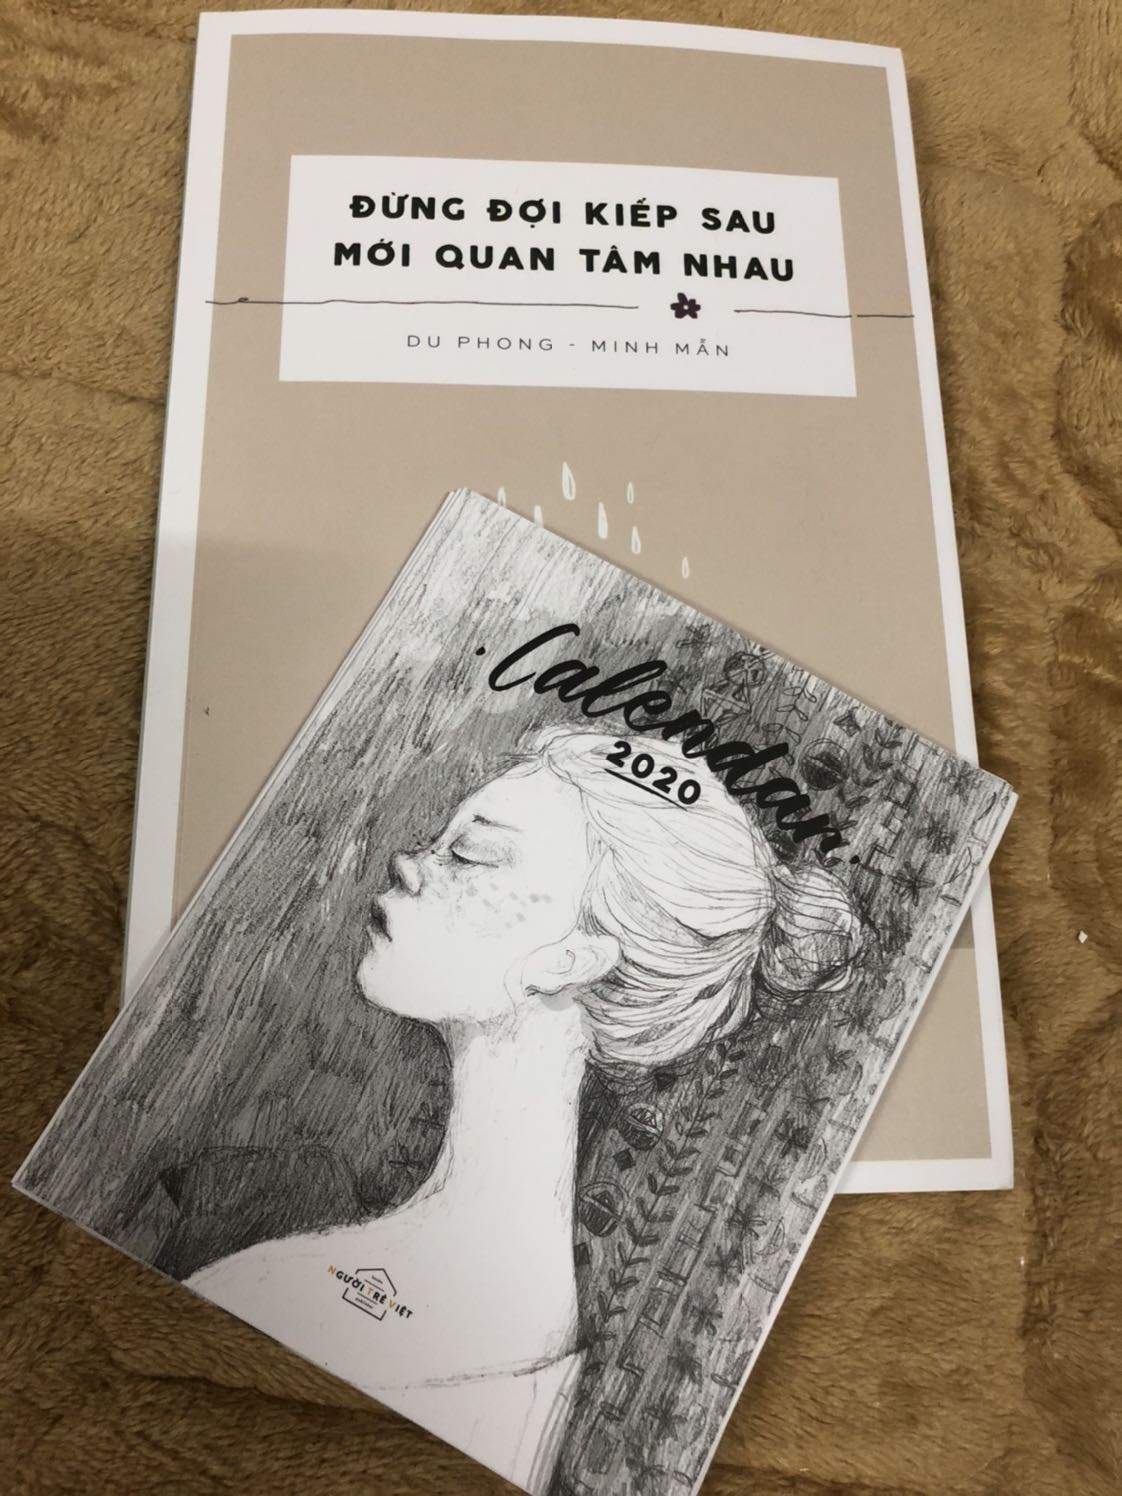 ĐỪNG ĐỢI KIẾP SAU
MỚI QUAN TÂM NHAU
DU PHONG - MINH MẪN
Calendar
2020
NGƯỜI TRẺ VIỆT